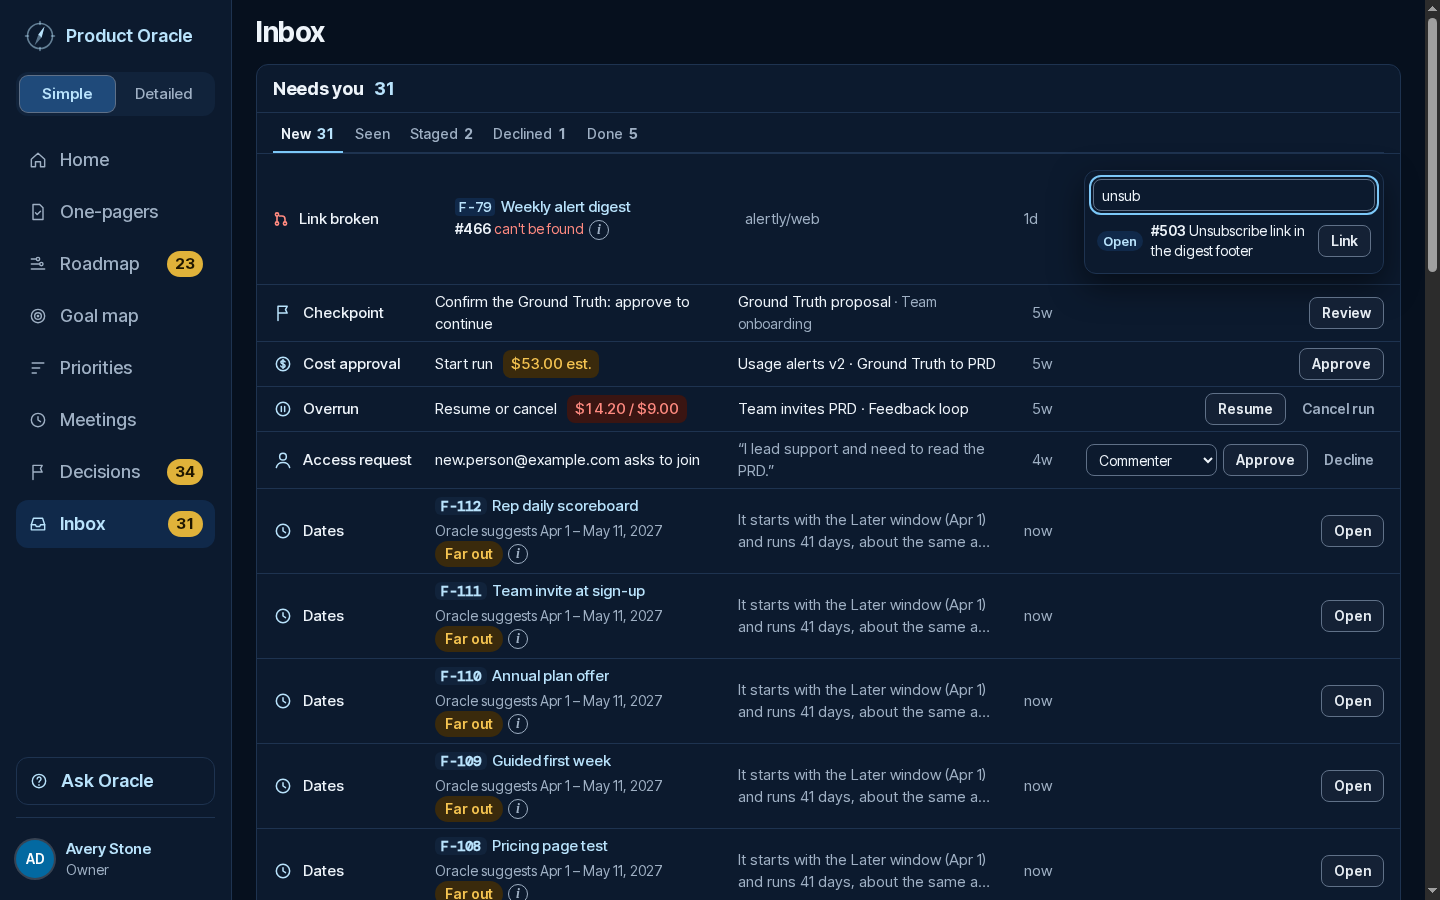 Product Oracle
Simple
Detailed
Home
One-pagers
Roadmap 23
Goal map
Priorities
Meetings
Decisions 34
Inbox 31
Ask Oracle
AD
Avery Stone
Owner
Inbox
Needs you 31
New 31
Seen
Staged 2
Declined 1
Done 5
Link broken
F-79 Weekly alert digest
#466 can't be found i
alertly/web
1d
unsub
Open
#503 Unsubscribe link in
the digest footer
Link
Checkpoint
Confirm the Ground Truth: approve to
continue
Ground Truth proposal · Team
onboarding
5w
Review
Cost approval
Start run $53.00 est.
Usage alerts v2 · Ground Truth to PRD
5w
Approve
Overrun
Resume or cancel $14.20 / $9.00
Team invites PRD · Feedback loop
5w
Resume
Cancel run
Access request
new.person@example.com asks to join
“I lead support and need to read the
PRD.”
4w
Commenter
Approve
Decline
Dates
F-112 Rep daily scoreboard
Oracle suggests Apr 1 – May 11, 2027
Far out i
It starts with the Later window (Apr 1)
and runs 41 days, about the same a…
now
Open
Dates
F-111 Team invite at sign-up
Oracle suggests Apr 1 – May 11, 2027
Far out i
It starts with the Later window (Apr 1)
and runs 41 days, about the same a…
now
Open
Dates
F-110 Annual plan offer
Oracle suggests Apr 1 – May 11, 2027
Far out i
It starts with the Later window (Apr 1)
and runs 41 days, about the same a…
now
Open
Dates
F-109 Guided first week
Oracle suggests Apr 1 – May 11, 2027
Far out i
It starts with the Later window (Apr 1)
and runs 41 days, about the same a…
now
Open
Dates
F-108 Pricing page test
Oracle suggests Apr 1 – May 11, 2027
Far out i
It starts with the Later window (Apr 1)
and runs 41 days, about the same a…
now
Open